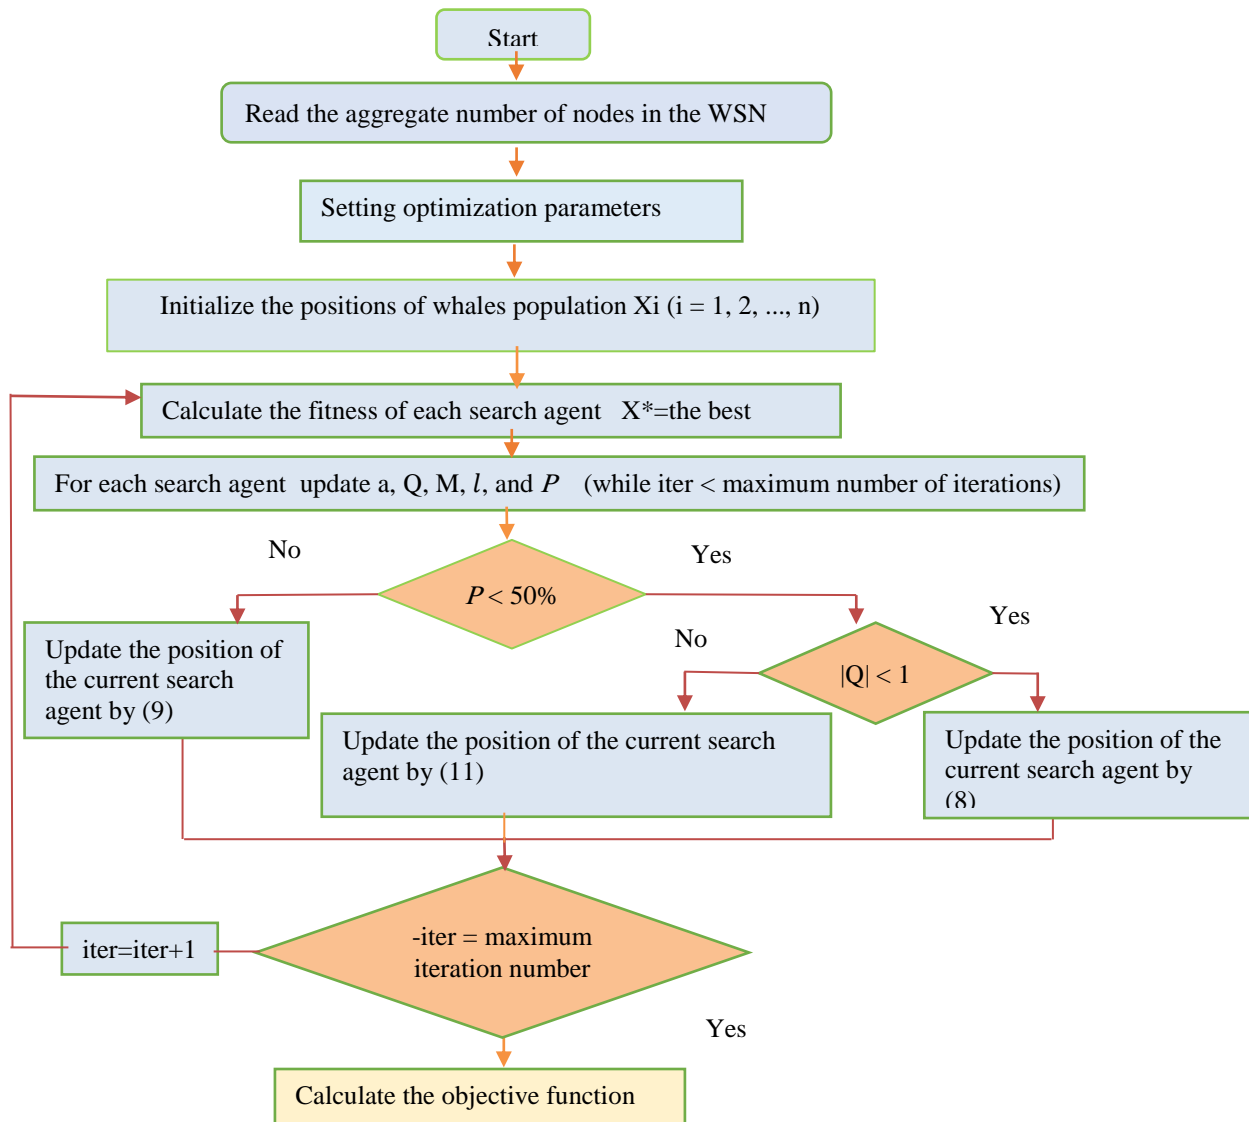 Start
Read the aggregate number of nodes in the WSN
Setting optimization parameters
Initialize the positions of whales population Xi (i = 1, 2, ..., n)
Calculate the fitness of each search agent X*=the best
For each search agent update a, Q, M, l, and P (while iter < maximum number of iterations)
No
Yes
P < 50%
Yes
No
|Q| < 1
Update the position of
the current search
agent by (9)
Update the position of the current search
agent by (11)
Update the position of the
current search agent by
(8)
-iter = maximum
iteration number
iter=iter+1
Yes
Calculate the objective function